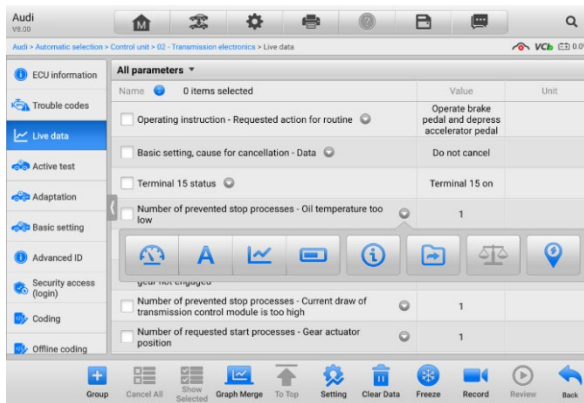 Audi
V8.00
M
Audi > Automatic selection > Control unit > 02 - Transmission electronics > Live data
VCI 0.0
ECU information
Trouble codes
Live data
Active test
Adaptation
Basic setting
Advanced ID
Security access
(login)
Coding
Offline coding
All parameters
Name 0 items selected Value Unit
Operating instruction - Requested action for routine
Operate brake
pedal and depress
accelerator pedal
Basic setting, cause for cancellation - Data Do not cancel
Terminal 15 status Terminal 15 on
Number of prevented stop processes - Oil temperature too
low
1
A
gear not engaged
Number of prevented stop processes - Current draw of
transmission control module is too high
1
Number of requested start processes - Gear actuator
position
1
Group
Cancel All
Show
Selected
Graph Merge
To Top
Setting
Clear Data
Freeze
Record
Review
Back